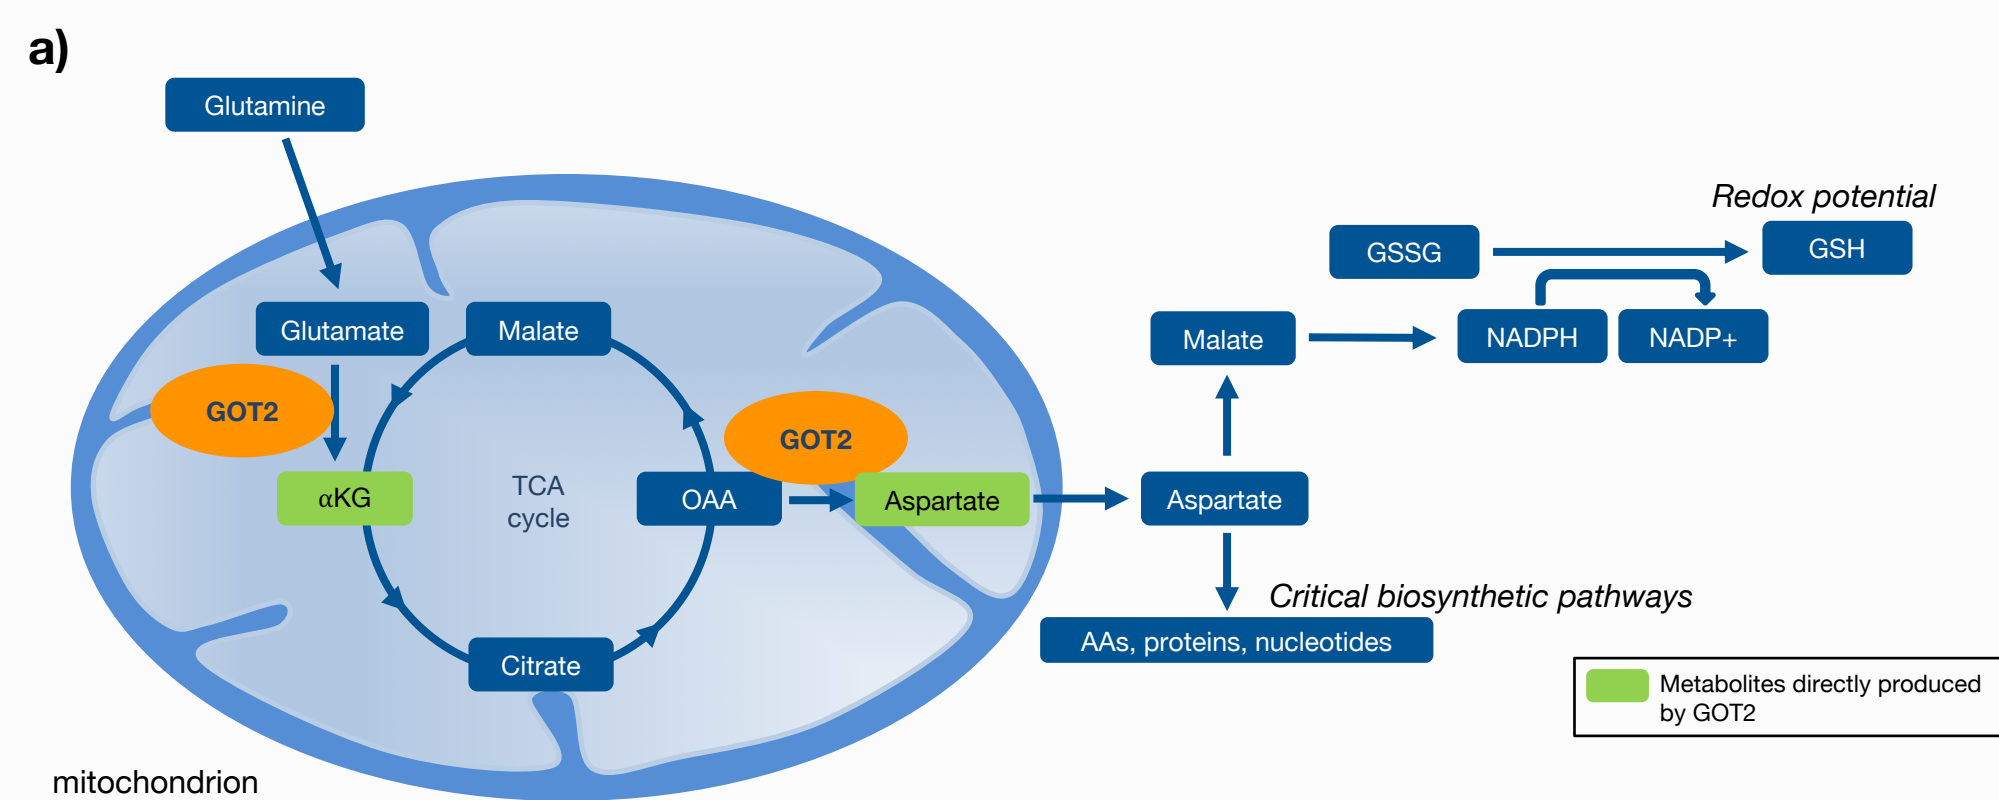 a)
Glutamine
Redox potential
GSSG
GSH
Glutamate
Malate
Malate
NADPH
NADP+
GOT2
GOT2
αKG
TCA
cycle
OAA
Aspartate
Aspartate
Critical biosynthetic pathways
AAs, proteins, nucleotides
Citrate
Metabolites directly produced
by GOT2
mitochondrion